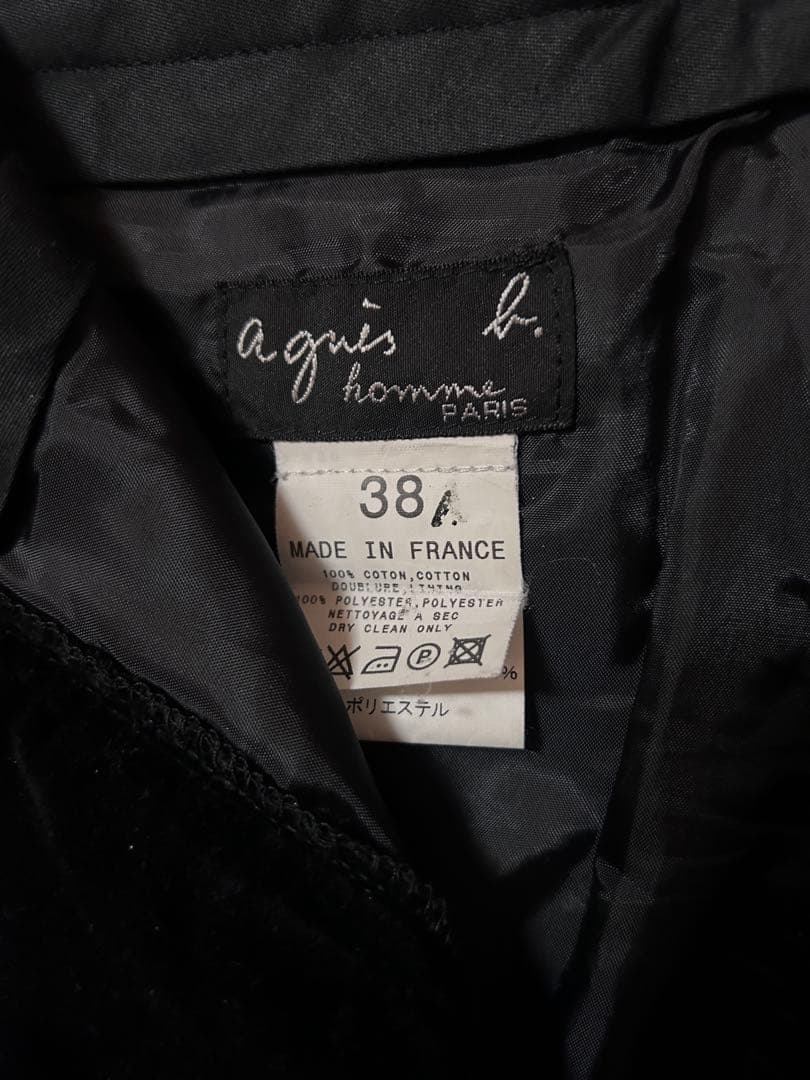 agnès b.
homme
PARIS
38
MADE IN FRANCE
100% COTON,COTTON
DOUBLURE,LINING
100% POLYESTER,POLYESTER
NETTOYAGE A SEC
DRY CLEAN ONLY
P
%
ポリエステル